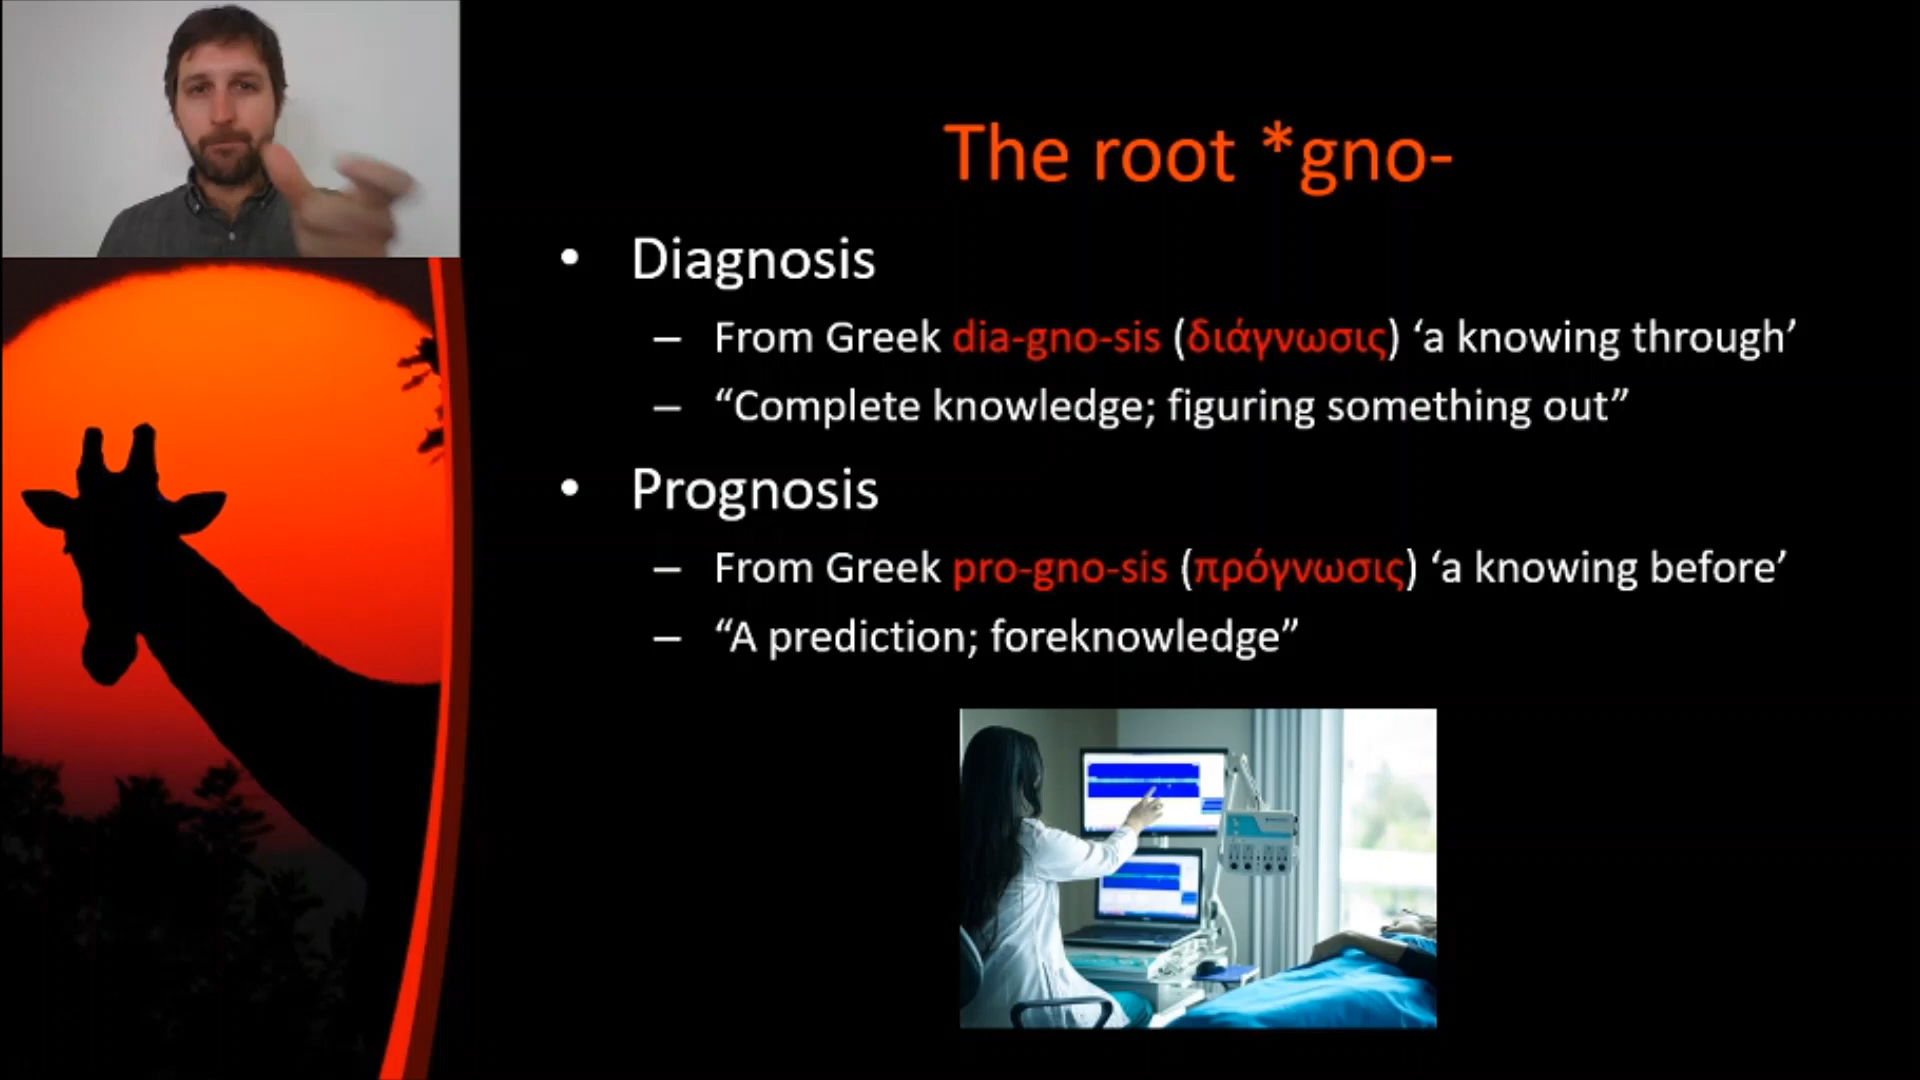 The root *gno-
• Diagnosis
– From Greek dia-gno-sis (διάγνωσις) ‘a knowing through’
– “Complete knowledge; figuring something out”
• Prognosis
– From Greek pro-gno-sis (πρόγνωσις) ‘a knowing before’
– “A prediction; foreknowledge”